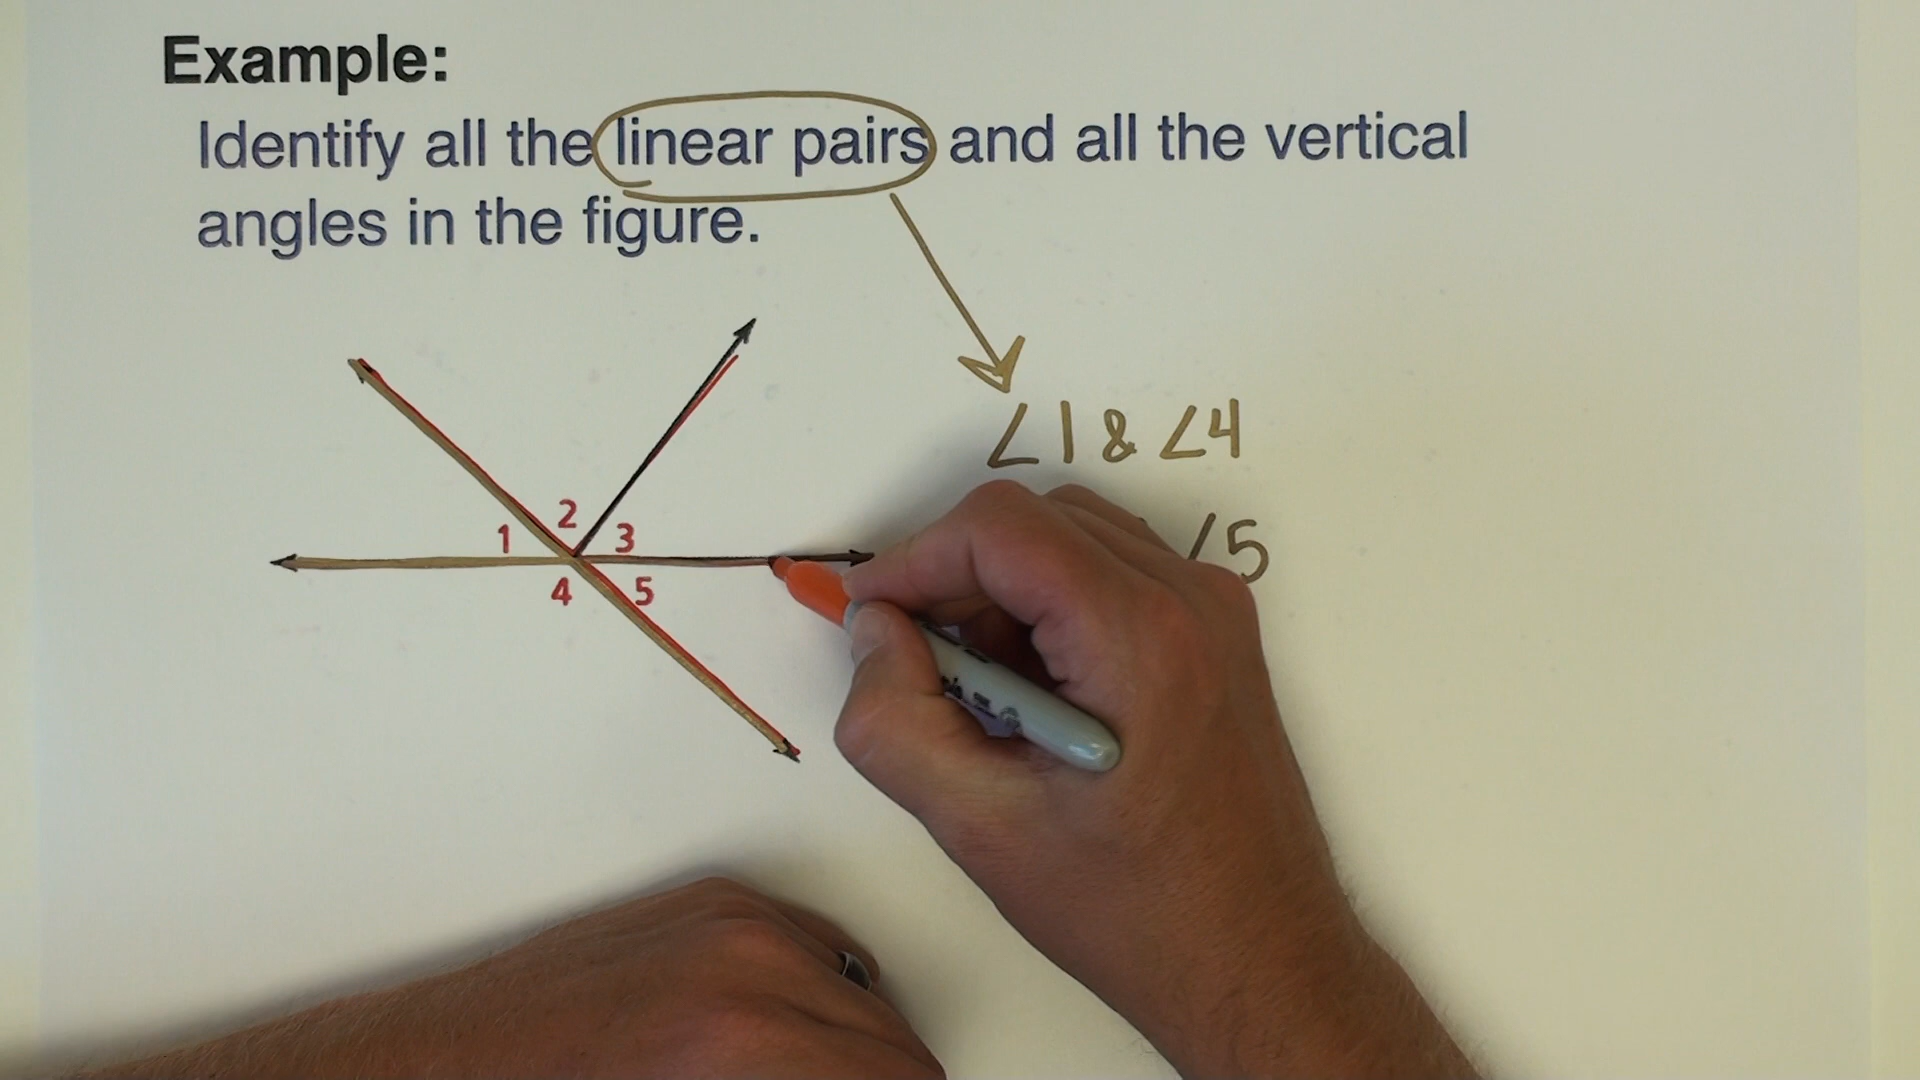 Example:
Identify all the linear pairs and all the vertical
angles in the figure.
∠1 & ∠4
∠5
2
1
3
4
5